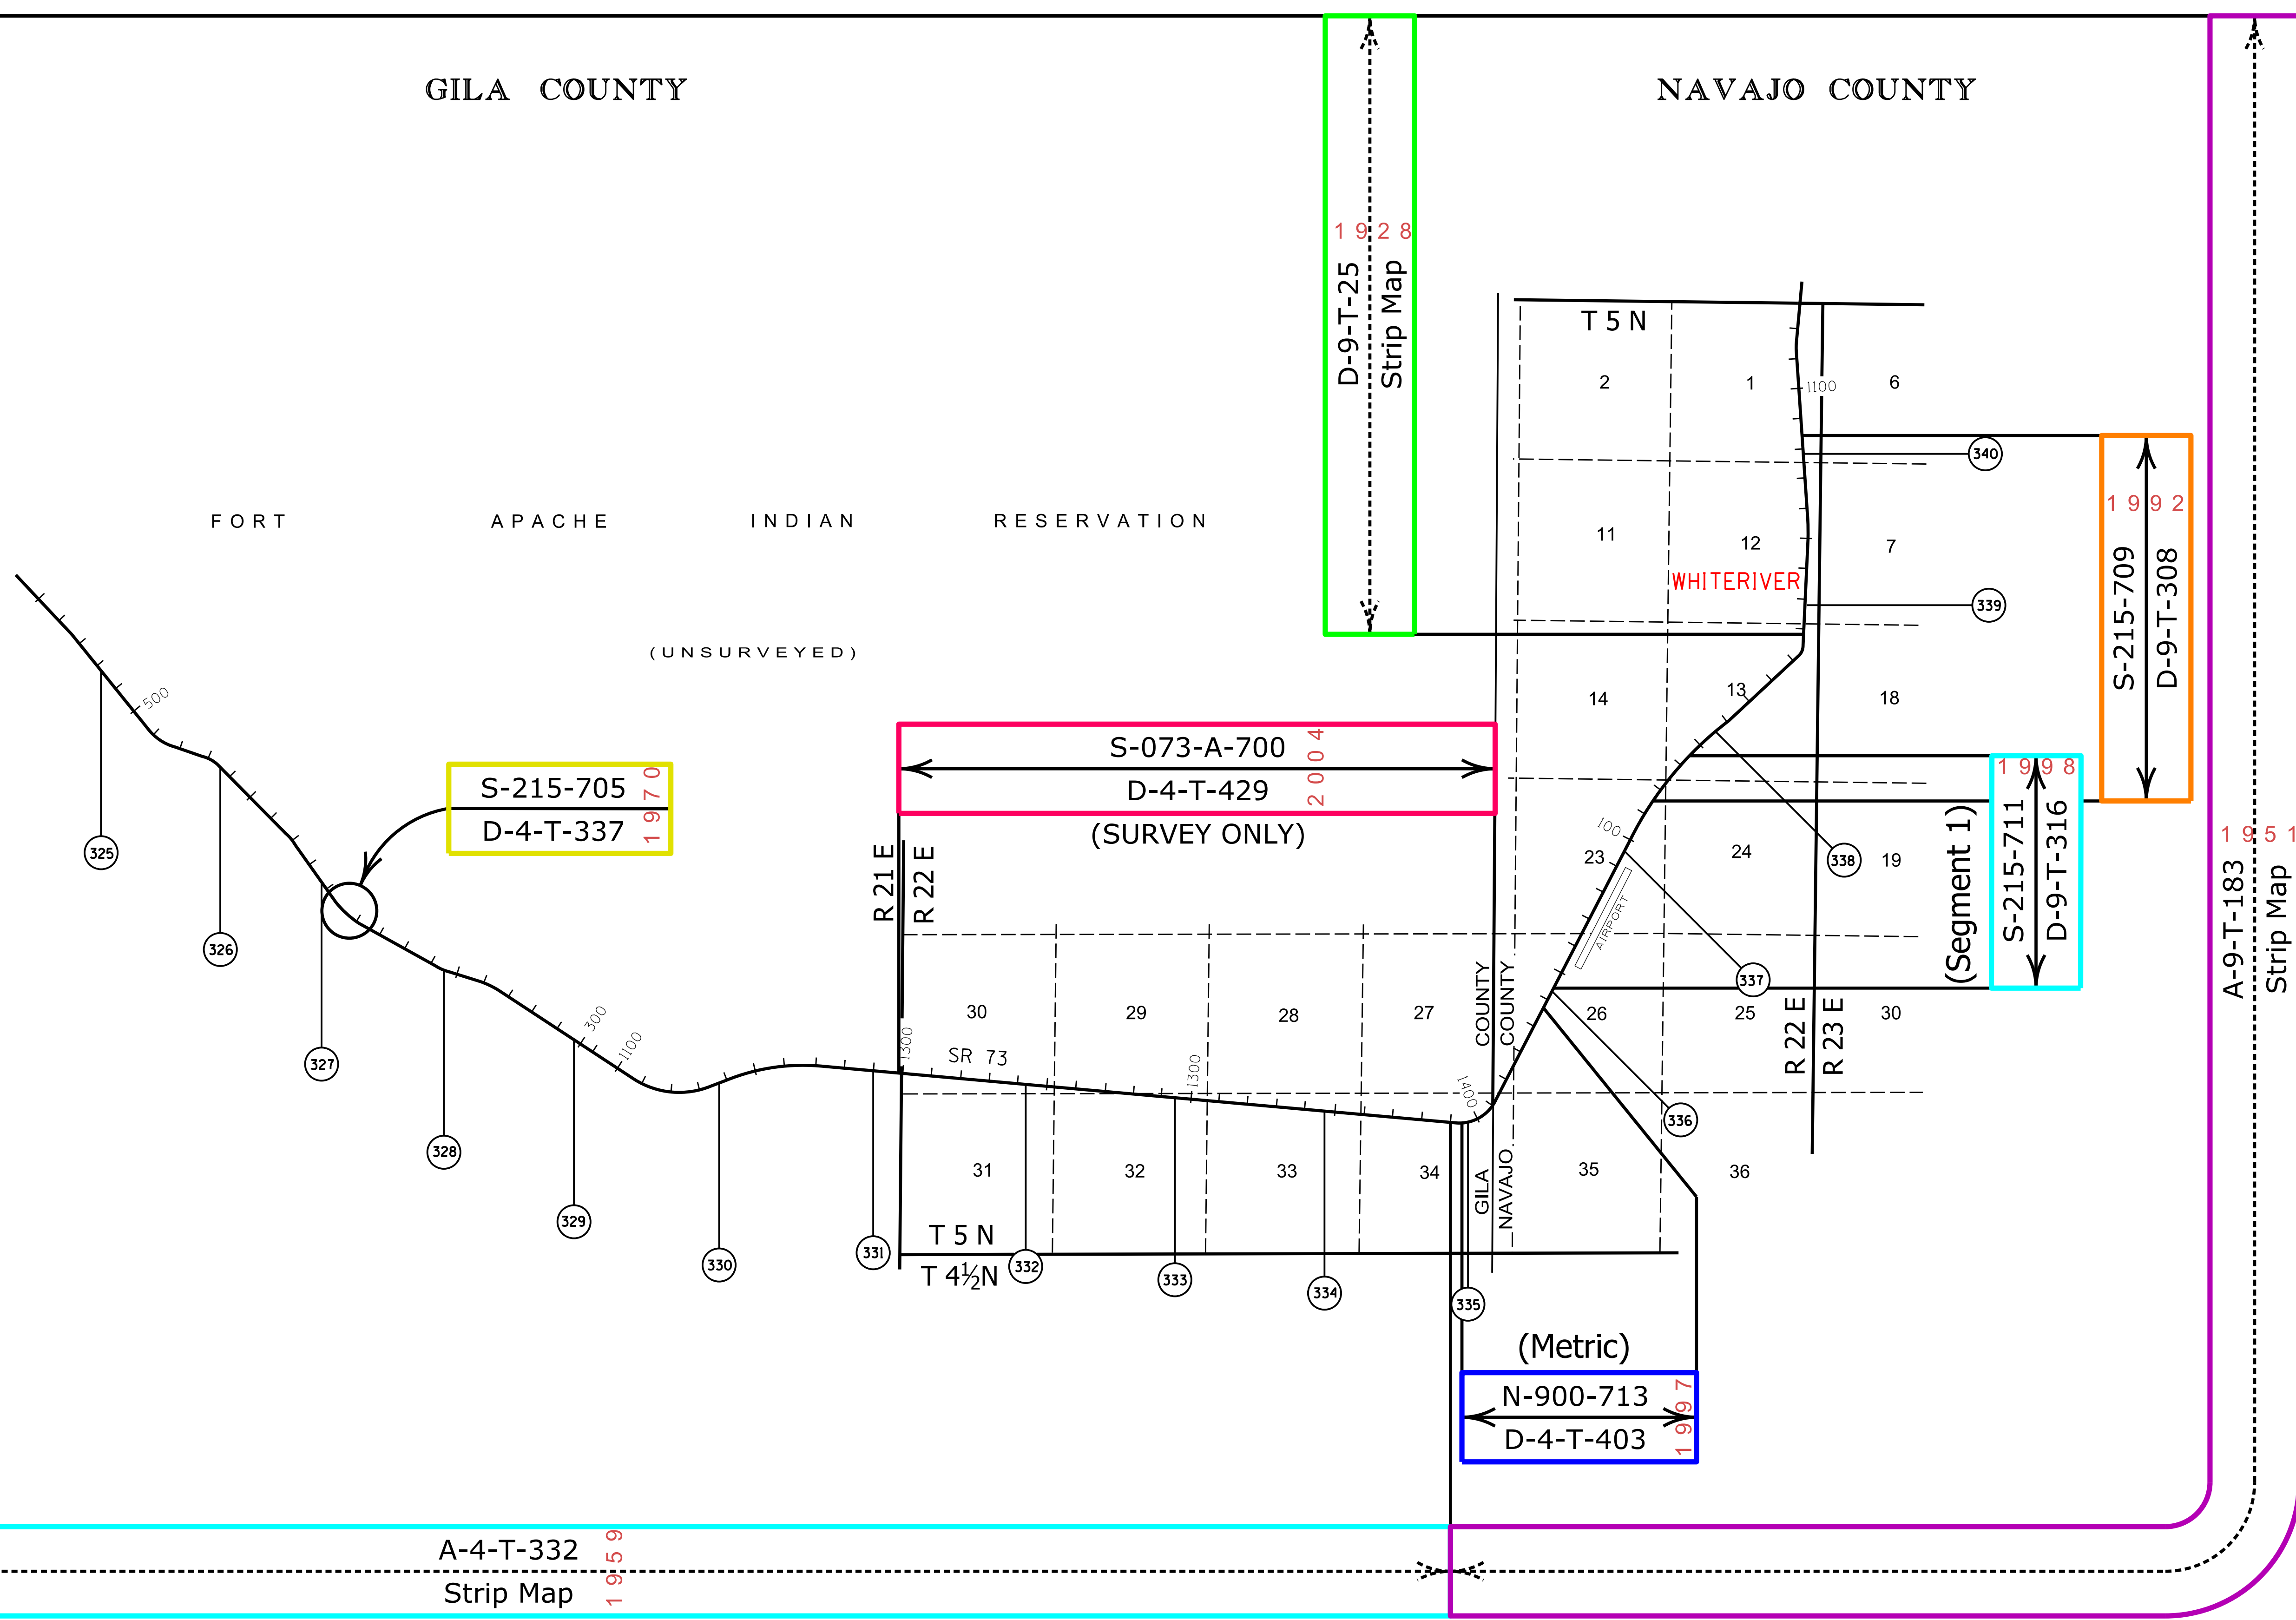 GILA COUNTY
NAVAJO COUNTY
1928
D-9-T-25
Strip Map
T 5 N
2
1
6
1100
340
1992
S-215-709
D-9-T-308
FORT APACHE INDIAN RESERVATION
(UNSURVEYED)
11
12
7
WHITERIVER
339
14
13
18
500
S-215-705
D-4-T-337
1970
S-073-A-700
D-4-T-429
2004
(SURVEY ONLY)
1998
(Segment 1)
S-215-711
D-9-T-316
1951
A-9-T-183
Strip Map
325
326
327
328
329
330
331
332
333
334
335
336
337
338
R 21 E
R 22 E
100
23
24
19
AIRPORT
30
29
28
27
COUNTY
COUNTY
26
25
30
R 22 E
R 23 E
300
1100
1300
SR 73
1300
1400
31
32
33
34
GILA
NAVAJO
35
36
T 5 N
T 4½N
(Metric)
N-900-713
D-4-T-403
1997
A-4-T-332
Strip Map
1959